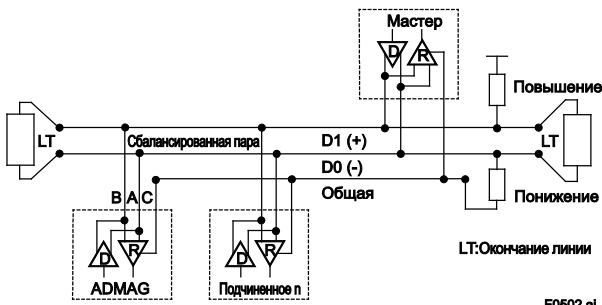 Мастер
D
R
Повышение
LT
Сбалансированная пара
D1 (+)
LT
D0 (-)
B A C
Общая
Понижение
D
R
D
R
LT:Окончание линии
ADMAG
Подчиненное n
F0502.ai